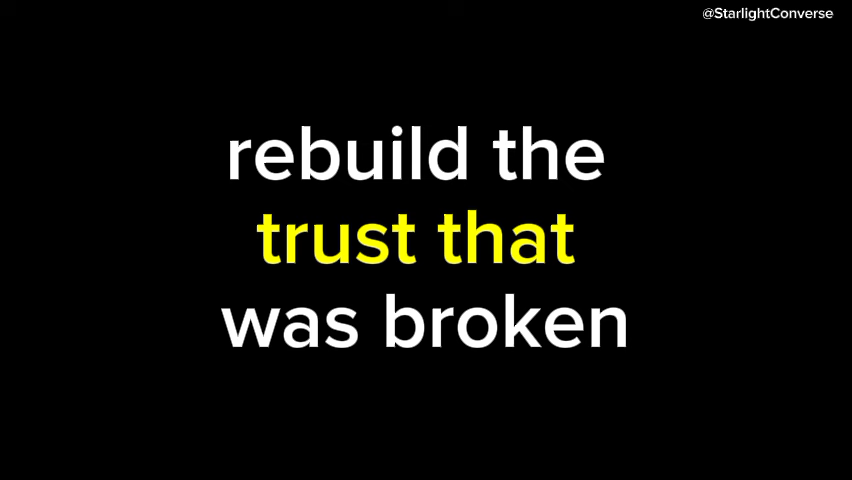 @StarlightConverse
rebuild the
trust that
was broken